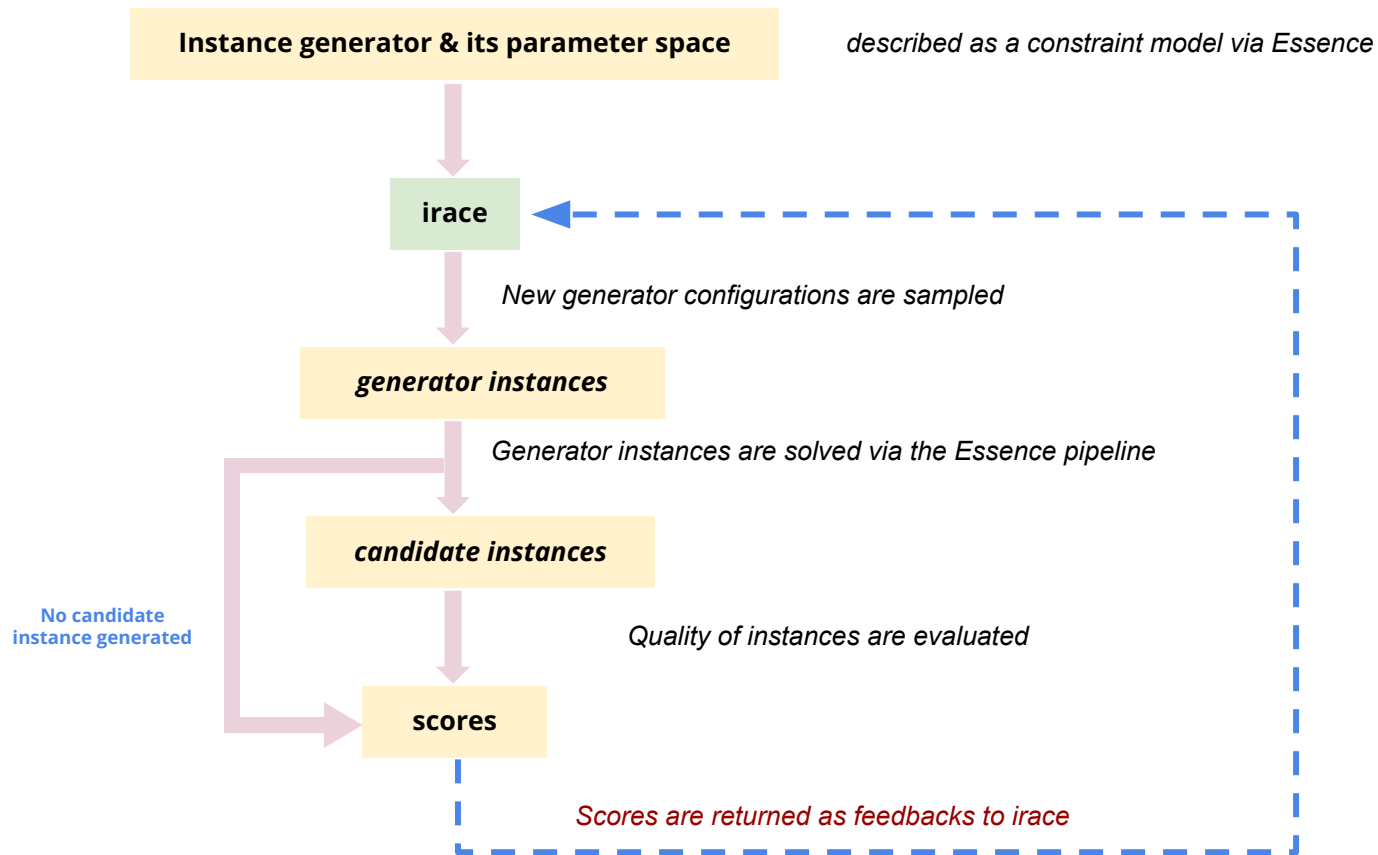 Instance generator & its parameter space
described as a constraint model via Essence
irace
New generator configurations are sampled
generator instances
Generator instances are solved via the Essence pipeline
candidate instances
No candidate
instance generated
Quality of instances are evaluated
scores
Scores are returned as feedbacks to irace